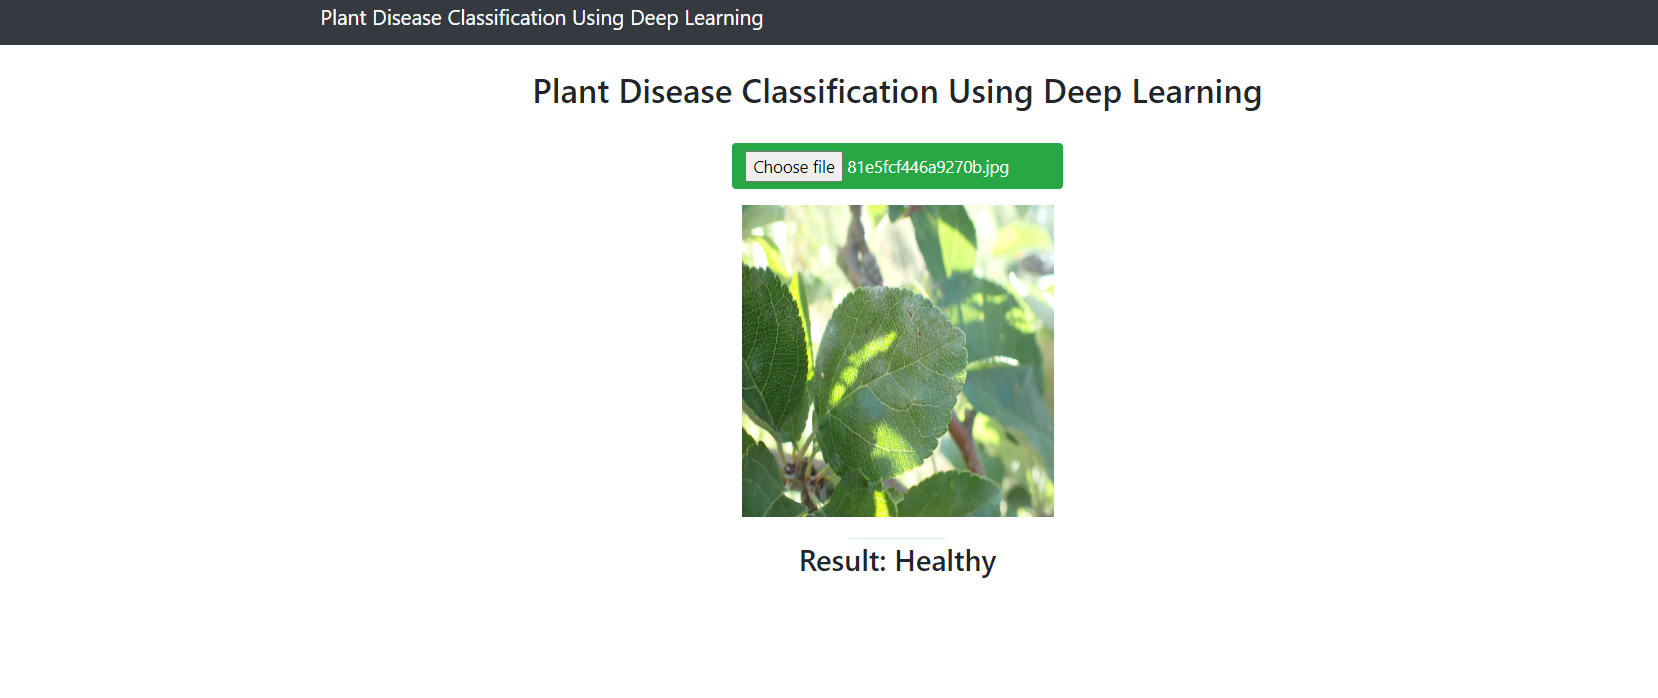 Plant Disease Classification Using Deep Learning
Plant Disease Classification Using Deep Learning
Choose file 81e5fcf446a9270b.jpg
Result: Healthy